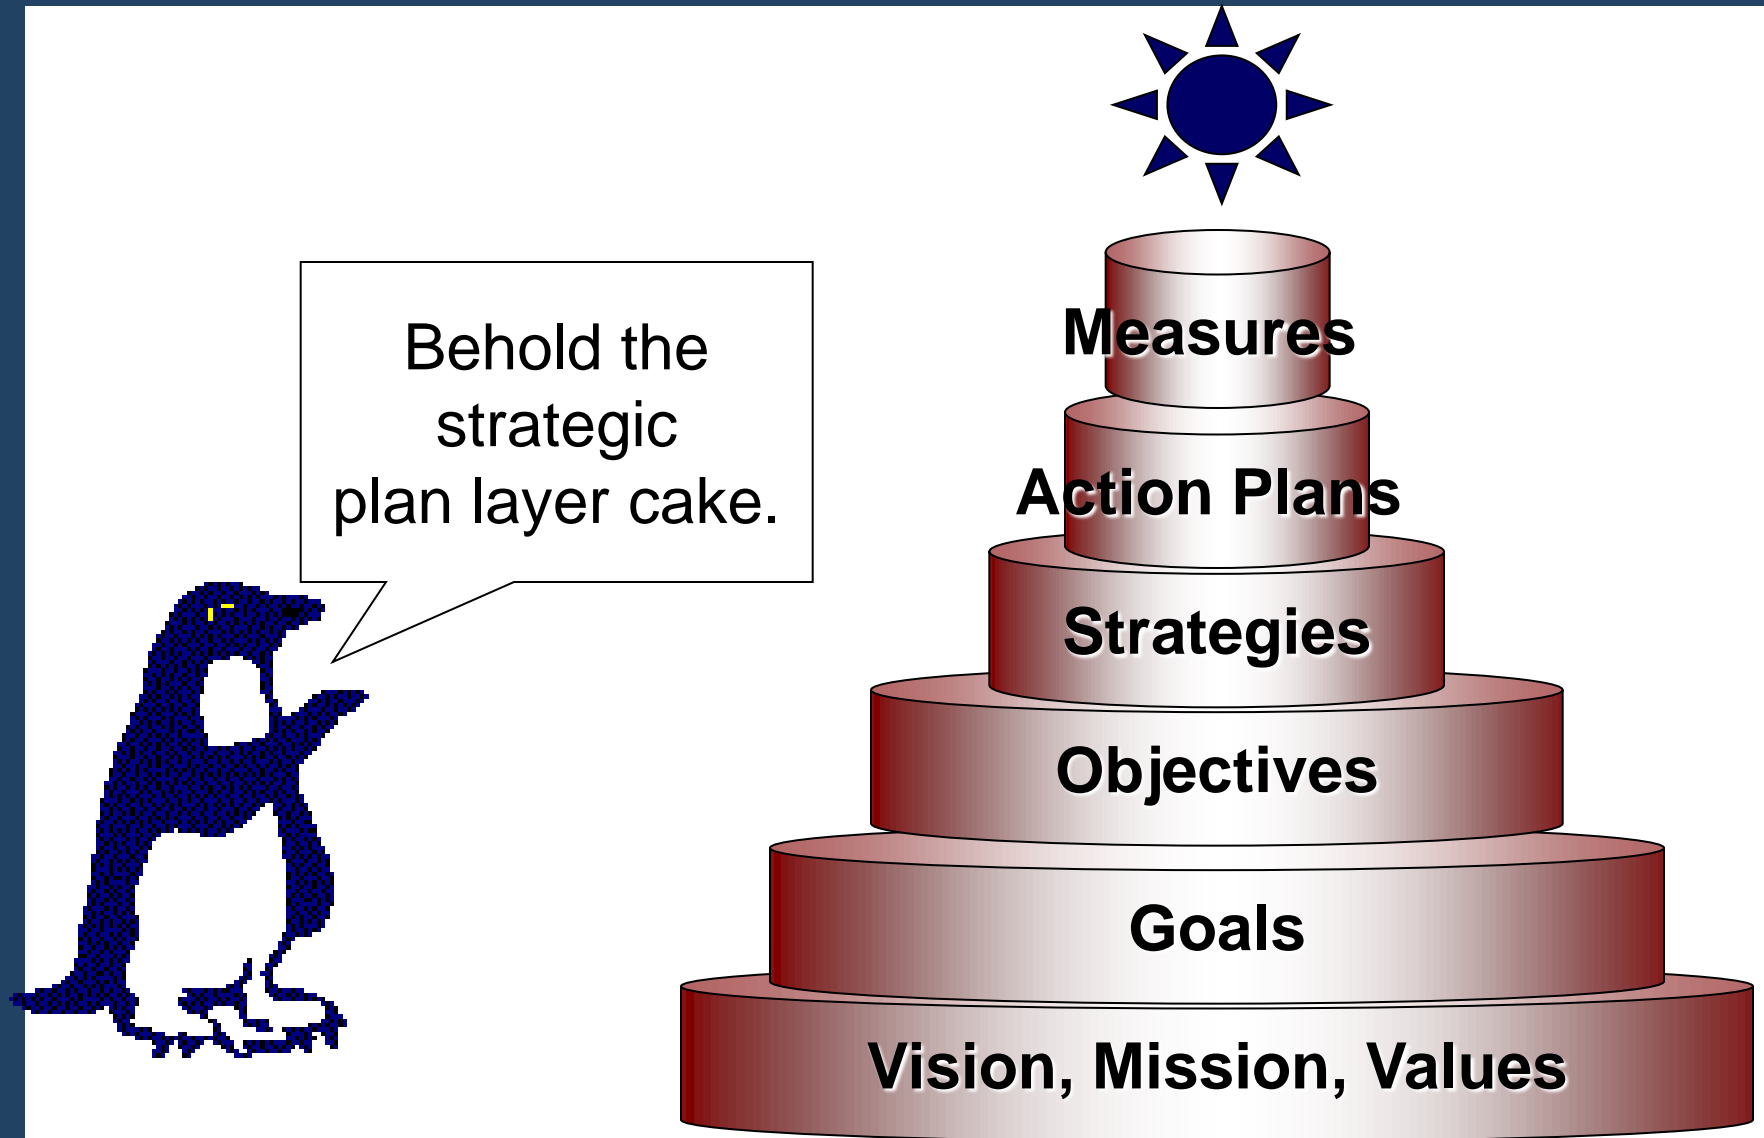 Behold the
strategic
plan layer cake.
Measures
Action Plans
Strategies
Objectives
Goals
Vision, Mission, Values